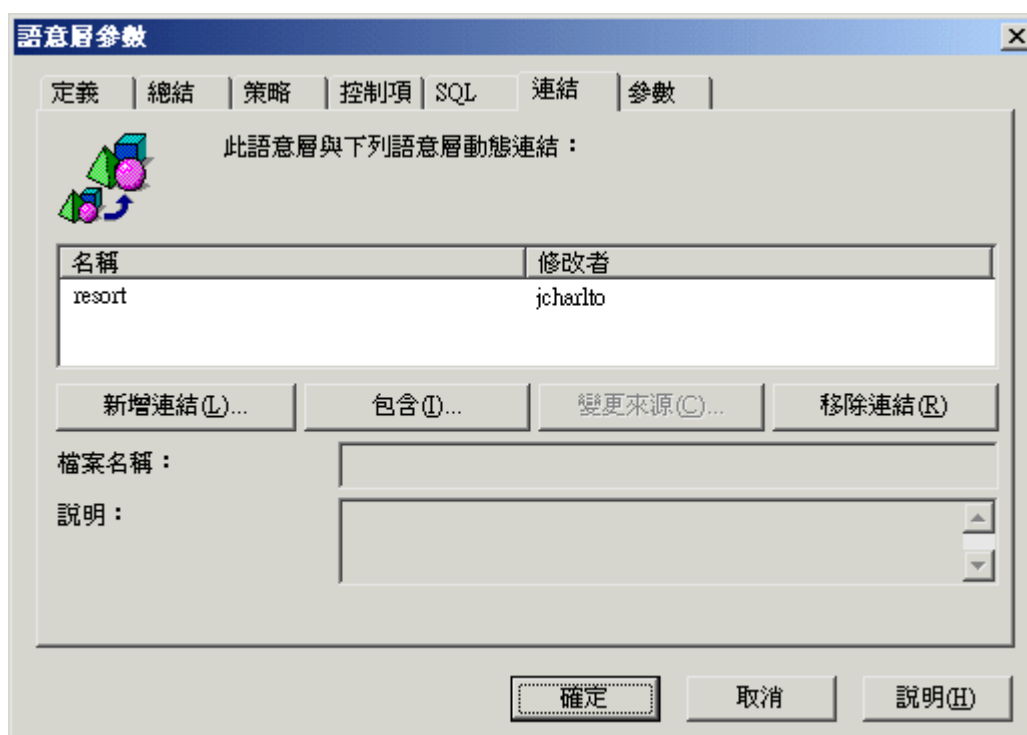 語意層參數
定義 總結 策略 控制項 SQL 連結 參數
此語意層與下列語意層動態連結：
名稱 修改者
resort jcharlto
新增連結(L)... 包含(I)... 變更來源(C)... 移除連結(R)
檔案名稱：
說明：
確定 取消 說明(H)